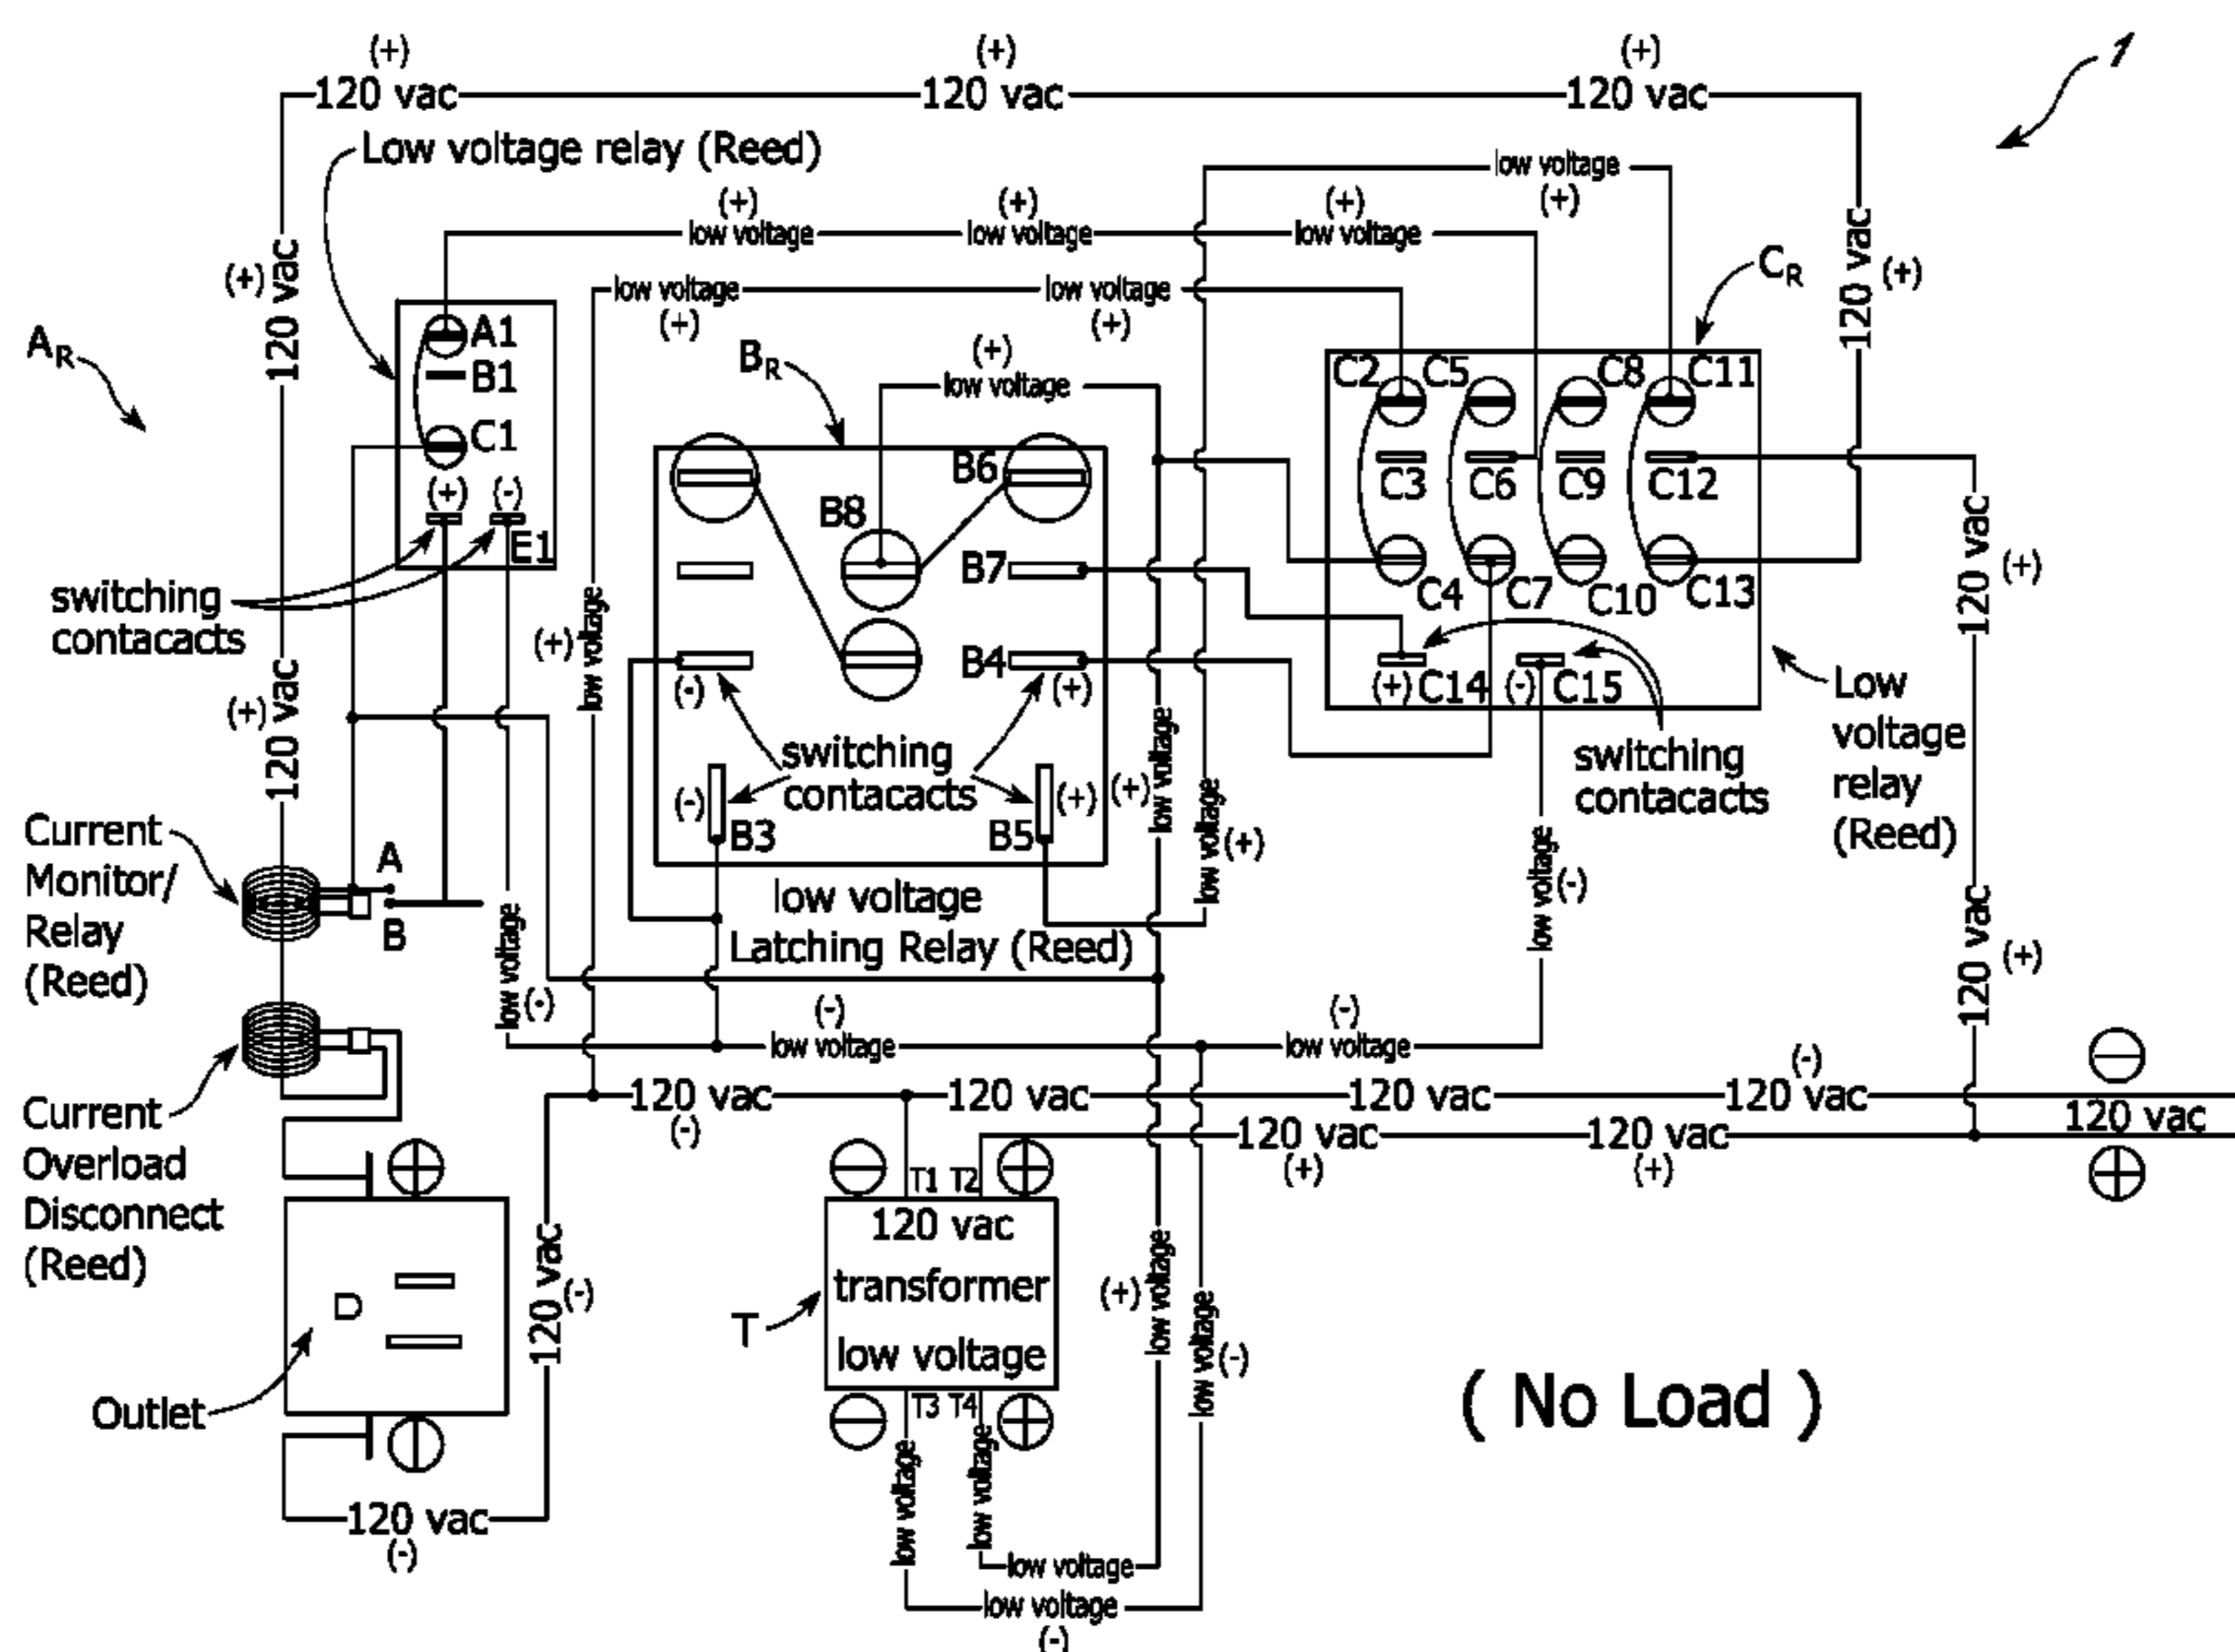 (+) (+) (+)
1
120 vac 120 vac 120 vac
Low voltage relay (Reed)
low voltage
(+)
(+) (+) (+)
low voltage low voltage low voltage
(+) 120 vac
120 vac (+)
low voltage low voltage
(+) (+)
CR
AR
A1
B1
C1
(+) (-)
E1
BR
(+)
low voltage
C2 C5 C8 C11
C3 C6 C9 C12
C4 C7 C10 C13
(+) C14 (-) C15
B6
B8
B7
B4
(-) (+)
switching
contacacts
(+) low voltage
120 vac (+)
(+) 120 vac
switching
contacacts
(-) (+)
B3 B5
(+) low voltage
low voltage (+)
switching
contacacts
Low
voltage
relay
(Reed)
Current
Monitor/
Relay
(Reed)
A
B
low voltage
Latching Relay (Reed)
low voltage (-)
low voltage (-)
120 vac (+)
(-) (-)
low voltage low voltage
Current
Overload
Disconnect
(Reed)
(-)
120 vac 120 vac 120 vac 120 vac
(-)
120 vac
120 vac 120 vac
(+) (+)
T1 T2
120 vac
transformer
low voltage
T
T3 T4
120 vac (-)
(+) low voltage
low voltage (-)
D
Outlet
( No Load )
120 vac
(-)
low voltage low voltage
low voltage
low voltage
(-)